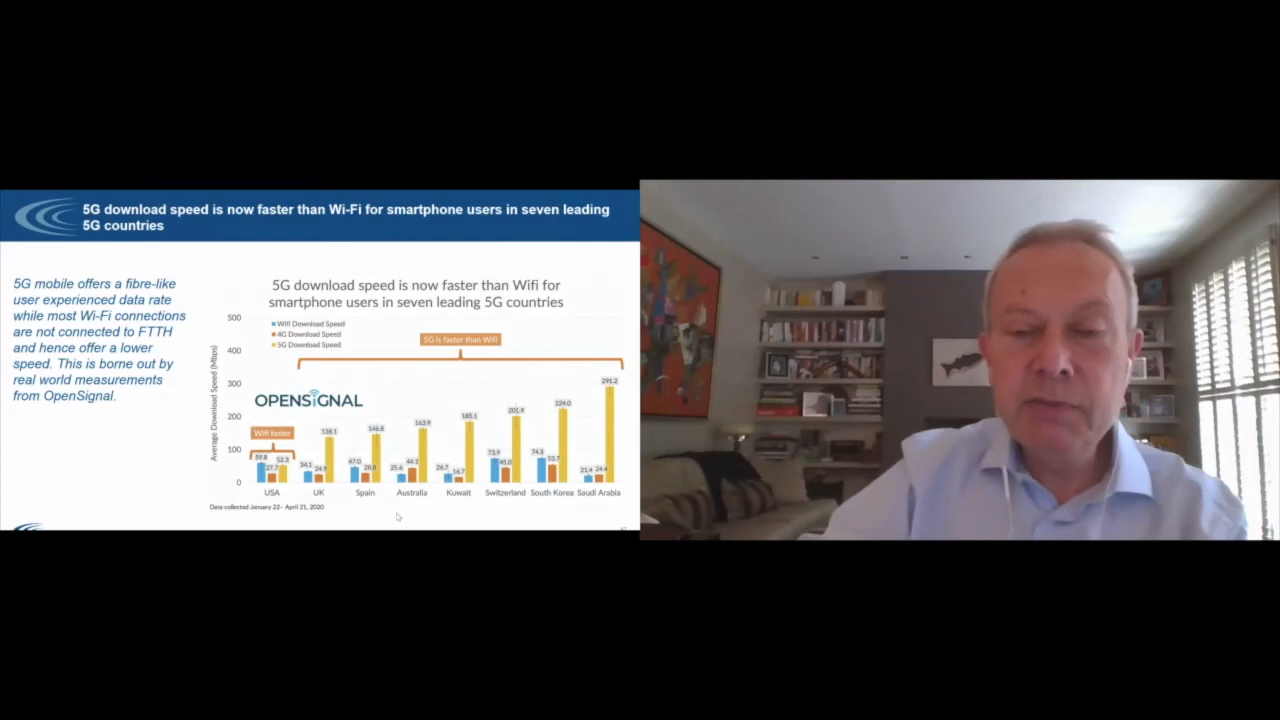 5G download speed is now faster than Wi-Fi for smartphone users in seven leading
5G countries
5G mobile offers a fibre-like
user experienced data rate
while most Wi-Fi connections
are not connected to FTTH
and hence offer a lower
speed. This is borne out by
real world measurements
from OpenSignal.
5G download speed is now faster than Wifi for
smartphone users in seven leading 5G countries
Average Download Speed (Mbps)
500
400
300
200
100
0
Wifi Download Speed
4G Download Speed
5G Download Speed
5G is faster than Wifi
OPENSIGNAL
Wifi faster
59.8 27.7 52.3
34.1 24.9 138.1
47.0 28.8 146.8
25.6 44.1 163.9
26.7 16.7 185.1
73.9 45.0 201.9
74.5 53.7 224.0
21.4 24.4 291.2
USA UK Spain Australia Kuwait Switzerland South Korea Saudi Arabia
Data collected January 22– April 21, 2020